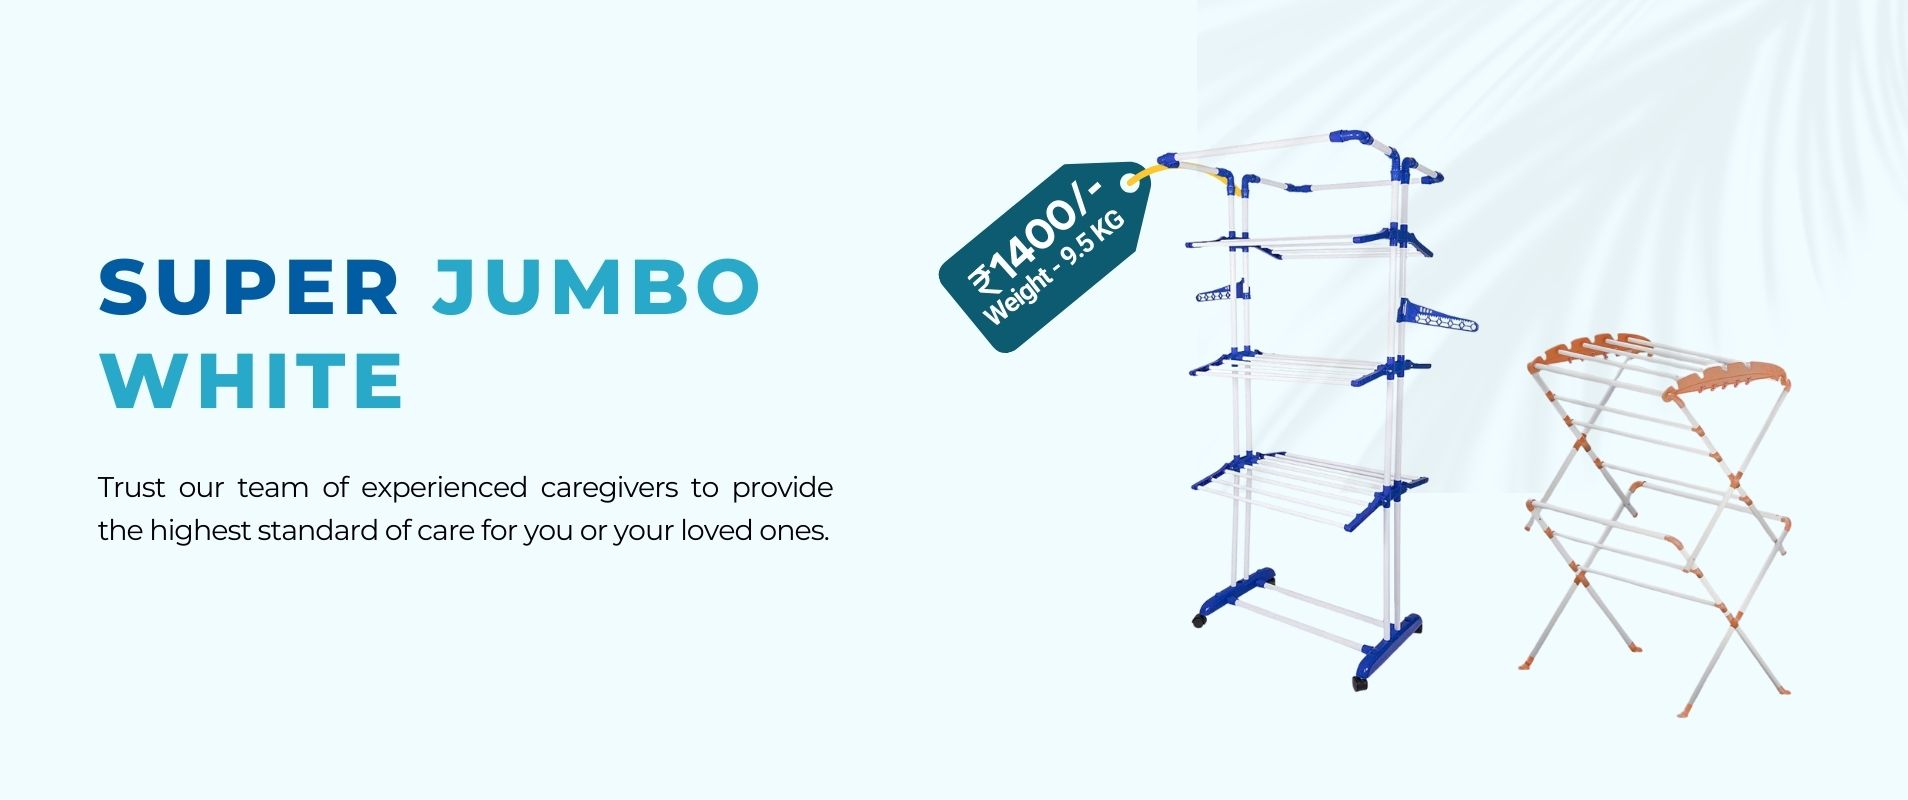 SUPER JUMBO
WHITE
Trust our team of experienced caregivers to provide
the highest standard of care for you or your loved ones.
₹1400/-
Weight - 9.5 KG